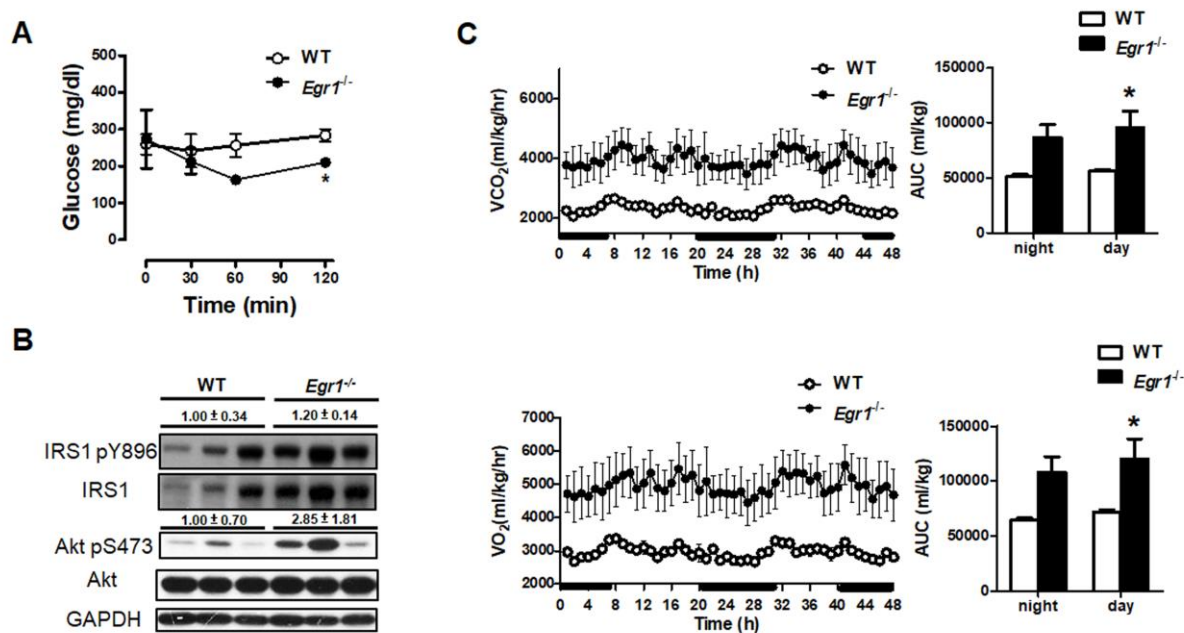 A
WT
Egr1-/-
Glucose (mg/dl)
500
400
300
200
100
0
*
0 30 60 90 120
Time (min)
B
WT Egr1-/-
1.00 ± 0.34 1.20 ± 0.14
IRS1 pY896
IRS1
1.00 ± 0.70 2.85 ± 1.81
Akt pS473
Akt
GAPDH
C
WT
Egr1-/-
VCO2(ml/kg/hr)
6000
4000
2000
0 4 8 12 16 20 24 28 32 36 40 44 48
Time (h)
WT
Egr1-/-
AUC (ml/kg)
150000
100000
50000
0
*
night day
WT
Egr1-/-
VO2(ml/kg/hr)
7000
6000
5000
4000
3000
2000
0 4 8 12 16 20 24 28 32 36 40 44 48
Time (h)
WT
Egr1-/-
AUC (ml/kg)
150000
100000
50000
0
*
night day